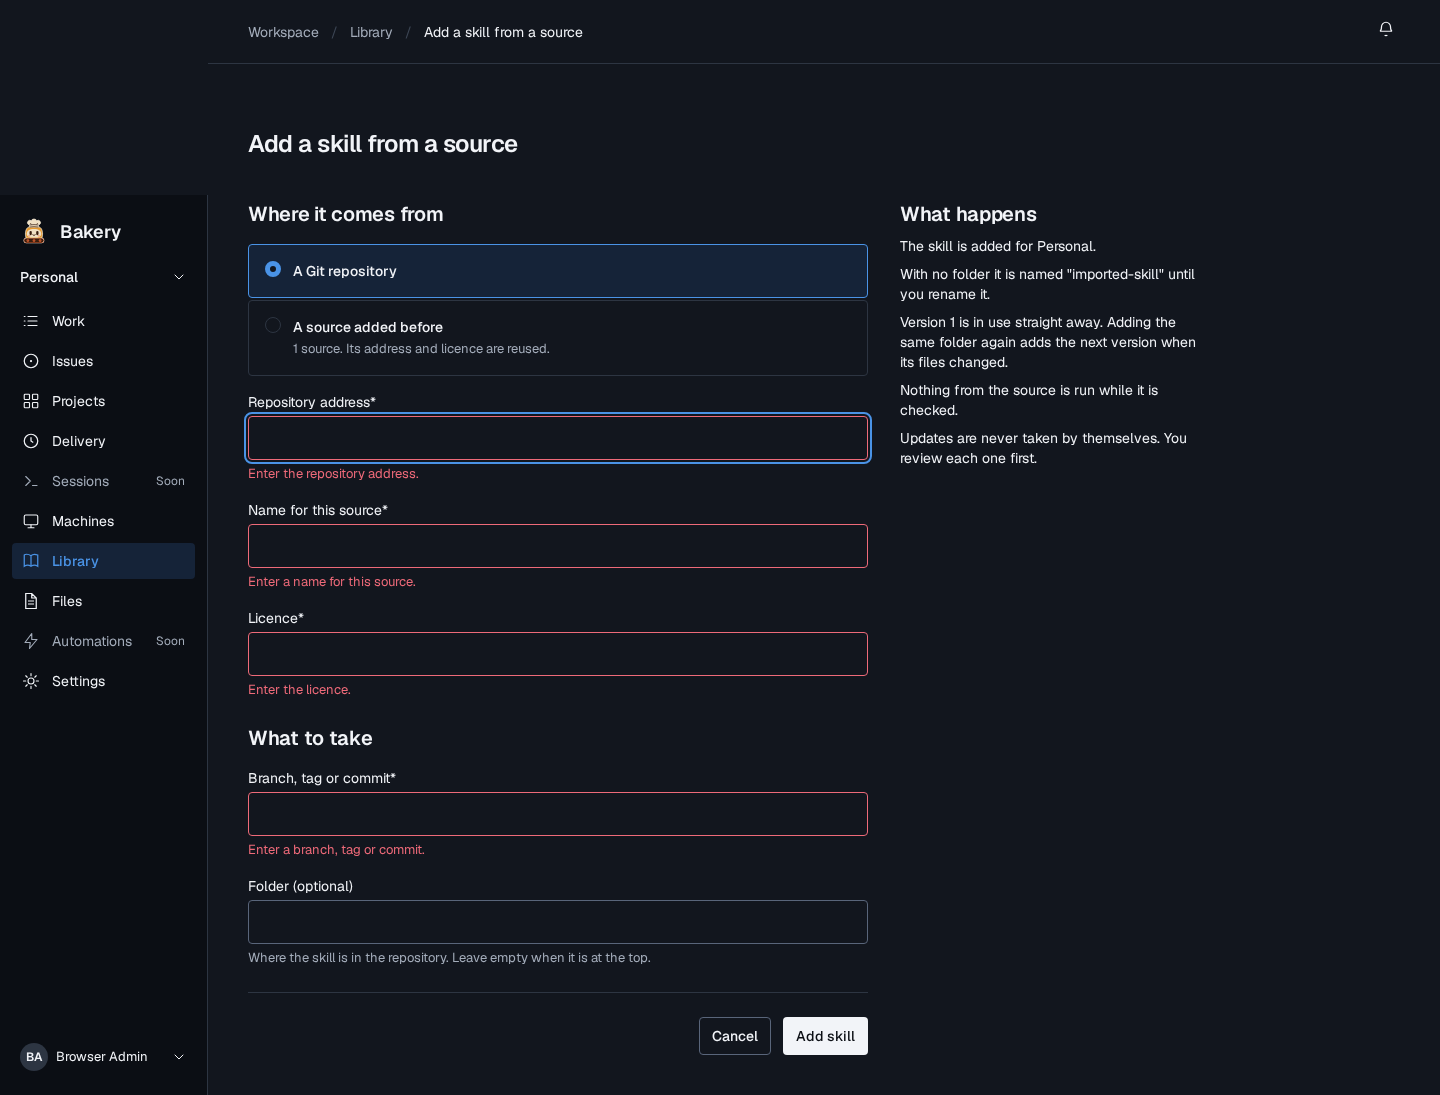 Workspace / Library / Add a skill from a source
Add a skill from a source
Bakery
Personal
Work
Issues
Projects
Delivery
Sessions Soon
Machines
Library
Files
Automations Soon
Settings
BA Browser Admin
Where it comes from
A Git repository
A source added before
1 source. Its address and licence are reused.
Repository address*
Enter the repository address.
Name for this source*
Enter a name for this source.
Licence*
Enter the licence.
What to take
Branch, tag or commit*
Enter a branch, tag or commit.
Folder (optional)
Where the skill is in the repository. Leave empty when it is at the top.
Cancel
Add skill
What happens
The skill is added for Personal.
With no folder it is named "imported-skill" until
you rename it.
Version 1 is in use straight away. Adding the
same folder again adds the next version when
its files changed.
Nothing from the source is run while it is
checked.
Updates are never taken by themselves. You
review each one first.